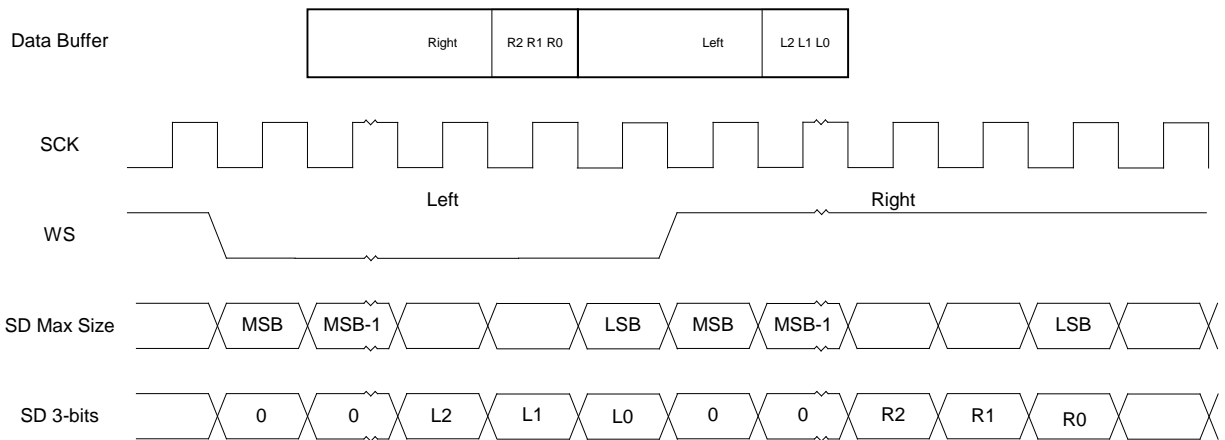 Data Buffer Right R2 R1 R0 Left L2 L1 L0
SCK
Left Right
WS
SD Max Size MSB MSB-1 LSB MSB MSB-1 LSB
SD 3-bits 0 0 L2 L1 L0 0 0 R2 R1 R0